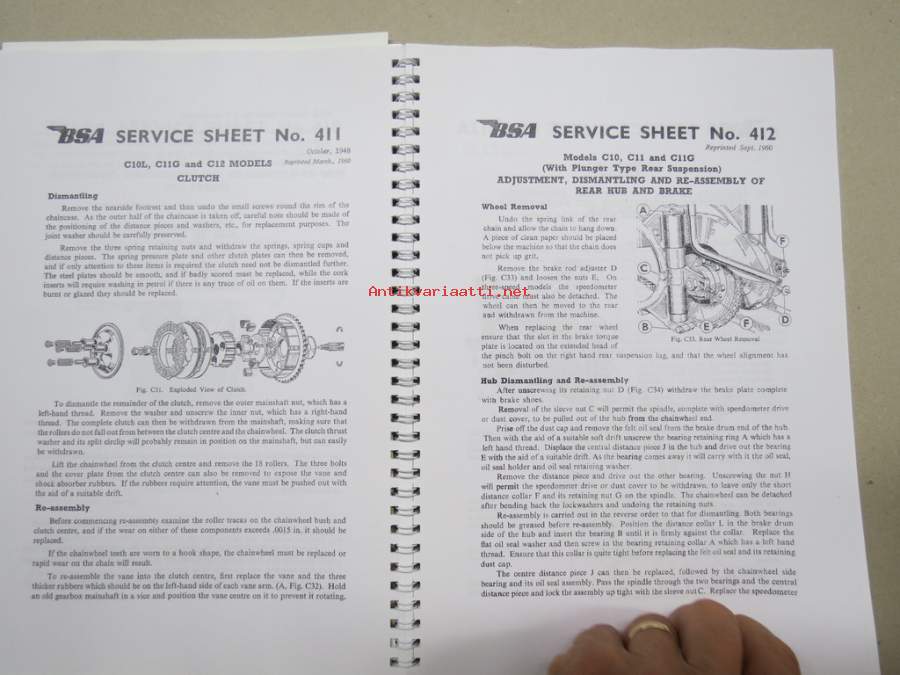 BSA SERVICE SHEET No. 411
October, 1948
C10L, C11G and C12 MODELS Reprinted March, 1960
CLUTCH
Dismantling
Remove the nearside footrest and then undo the small screws round the rim of the
chaincase. As the outer half of the chaincase is taken off, careful note should be made of
the positioning of the distance pieces and washers, etc., for replacement purposes. The
joint washer should be carefully preserved.
Remove the three spring retaining nuts and withdraw the springs, spring cups and
distance pieces. The spring pressure plate and other clutch plates can then be removed,
and if only attention to these items is required the clutch need not be dismantled further.
The steel plates should be smooth, and if badly scored must be replaced, while the cork
inserts will require washing in petrol if there is any trace of oil on them. If the inserts are
burnt or glazed they should be replaced.
Fig. C31. Exploded View of Clutch.
To dismantle the remainder of the clutch, remove the outer mainshaft nut, which has a
left-hand thread. Remove the washer and unscrew the inner nut, which has a right-hand
thread. The complete clutch can then be withdrawn from the mainshaft, making sure that
the rollers do not fall out from between the clutch centre and the chainwheel. The clutch thrust
washer and its split circlip will probably remain in position on the mainshaft, but can easily
be withdrawn.
Lift the chainwheel from the clutch centre and remove the 18 rollers. The three bolts
and the cover plate from the clutch centre can also be removed to expose the vane and
shock absorber rubbers. If the rubbers require attention, the vane must be pushed out with
the aid of a suitable drift.
Re-assembly
Before commencing re-assembly examine the roller tracks on the chainwheel bush and
clutch centre, and if the wear on either of these components exceeds .0015 in. it should be
replaced.
If the chainwheel teeth are worn to a hook shape, the chainwheel must be replaced or
rapid wear on the chain will result.
To re-assemble the vane into the clutch centre, first replace the vane and the three
thicker rubbers which should be on the left-hand side of each vane arm. (A, Fig. C32). Hold
an old gearbox mainshaft in a vice and position the vane centre on it to prevent it rotating.
BSA SERVICE SHEET No. 412
Reprinted Sept. 1960
Models C10, C11 and C11G
(With Plunger Type Rear Suspension)
ADJUSTMENT, DISMANTLING AND RE-ASSEMBLY OF
REAR HUB AND BRAKE
Wheel Removal
Undo the spring link of the rear
chain and allow the chain to hang down.
A piece of clean paper should be placed
below the machine so that the chain does
not pick up grit.
Remove the brake rod adjuster D
(Fig. C33) and loosen the nuts E. On
three-speed models the speedometer
drive cable must also be detached. The
wheel can then be moved to the rear
and withdrawn from the machine.
When replacing the rear wheel
ensure that the slot in the brake torque
plate is located on the extended head of
the pinch bolt on the right hand rear suspension lug, and that the wheel alignment has
not been disturbed.
A
F
C
D
B
E
F
Fig. C33. Rear Wheel Removal
Hub Dismantling and Re-assembly
After unscrewing its retaining nut D (Fig. C34) withdraw the brake plate complete
with brake shoes.
Removal of the sleeve nut C will permit the spindle, complete with speedometer drive
or dust cover, to be pulled out of the hub from the chainwheel end.
Prise off the dust cap and remove the felt oil seal from the brake drum end of the hub.
Then with the aid of a suitable soft drift unscrew the bearing retaining ring A which has a
left hand thread. Displace the central distance piece J in the hub and drive out the bearing
E with the aid of a suitable drift. As the bearing comes away it will carry with it the oil seal,
oil seal holder and oil seal retaining washer.
Remove the distance piece and drive out the other bearing. Unscrewing the nut H
will permit the speedometer drive or dust cover to be withdrawn, to leave only the short
distance collar F and its retaining nut G on the spindle. The chainwheel can be detached
after bending back the lockwashers and undoing the retaining nuts.
Re-assembly is carried out in the reverse order to that for dismantling. Both bearings
should be greased before re-assembly. Position the distance collar L in the brake drum
side of the hub and insert the bearing B until it is firmly against the collar. Replace the
flat oil seal washer and then screw in the bearing retaining collar A which has a left hand
thread. Ensure that this collar is quite tight before replacing the felt oil seal and its retaining
dust cap.
The centre distance piece J can then be replaced, followed by the chainwheel side
bearing and its oil seal assembly. Pass the spindle through the two bearings and the central
distance piece and lock the assembly up tight with the sleeve nut C. Replace the speedometer
Antikvariaatti.net